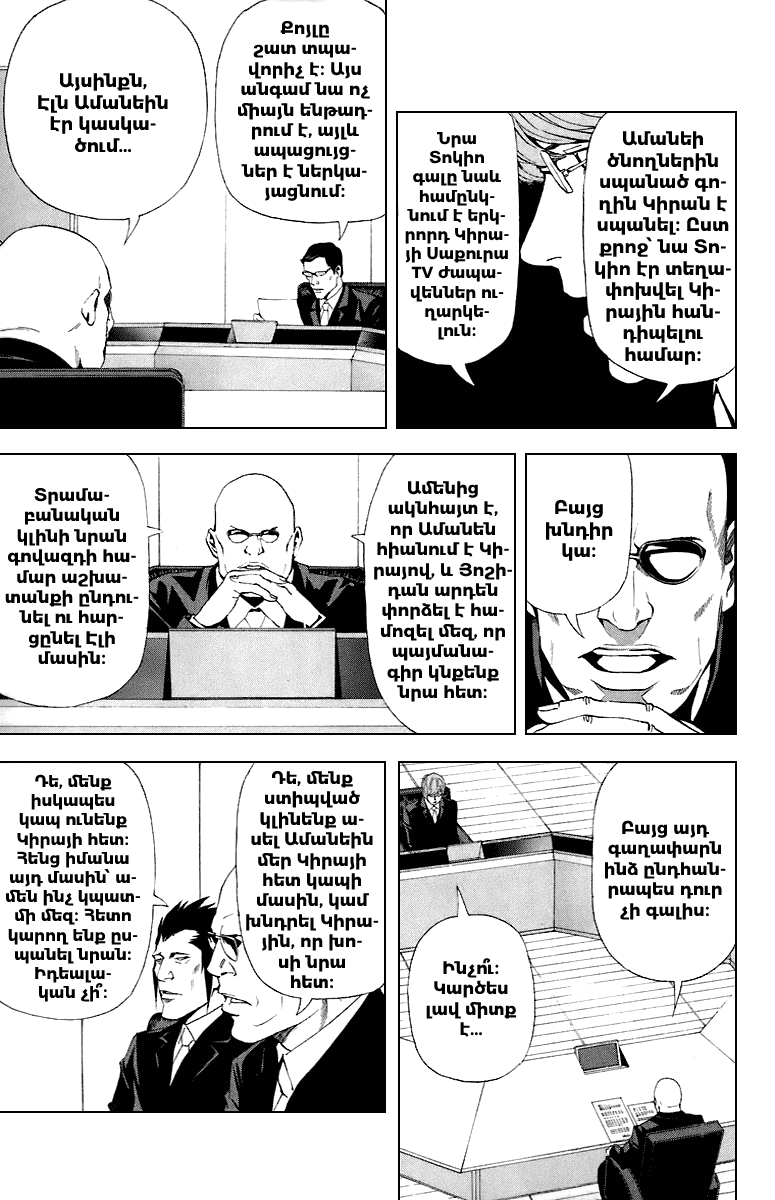 Քոյլը
շատ տպա-
վորիչ է: Այս
անգամ նա ոչ
միայն ենթադ-
րում է, այլև
ապացույց-
ներ է ներկա-
յացնում:
Այսինքն,
Էլն Ամանեին
էր կասկա-
ծում...
Ամանեի
ծնողներին
սպանած գո-
ղին Կիրան է
սպանել: Ըստ
քրոջ՝ նա Տո-
կիո էր տեղա-
փոխվել Կի-
րային հան-
դիպելու
համար:
Նրա
Տոկիո
գալը նաև
համընկ-
նում է երկ-
րորդ Կիրա-
յի Սաքուրա
TV ժապա-
վեններ ու-
ղարկե-
լուն:
Բայց
խնդիր
կա:
Ամենից
ակնհայտ է,
որ Ամանեն
հիանում է Կի-
րայով, և Յոշի-
դան արդեն
փորձել է հա-
մոզել մեզ, որ
պայմանա-
գիր կնքենք
նրա հետ:
Տրամա-
բանական
կլինի նրան
գովազդի հա-
մար աշխա-
տանքի ընդու-
նել ու հար-
ցընել Էլի
մասին:
Բայց այդ
գաղափարն
ինձ ընդհան-
րապես դուր
չի գալիս:
Ինչո՞ւ:
Կարծես
լավ միտք
է...
Դե, մենք
ստիպված
կլինենք ա-
սել Ամանեին
մեր Կիրայի
հետ կապի
մասին, կամ
խնդրել Կիրա-
յին, որ խո-
սի նրա
հետ:
Դե, մենք
իսկապես
կապ ունենք
Կիրայի հետ:
Հենց իմանա
այդ մասին՝ ա-
մեն ինչ կպատ-
մի մեզ: Հետո
կարող ենք ըս-
պանել նրան:
Իդեալա-
կան չի՞: